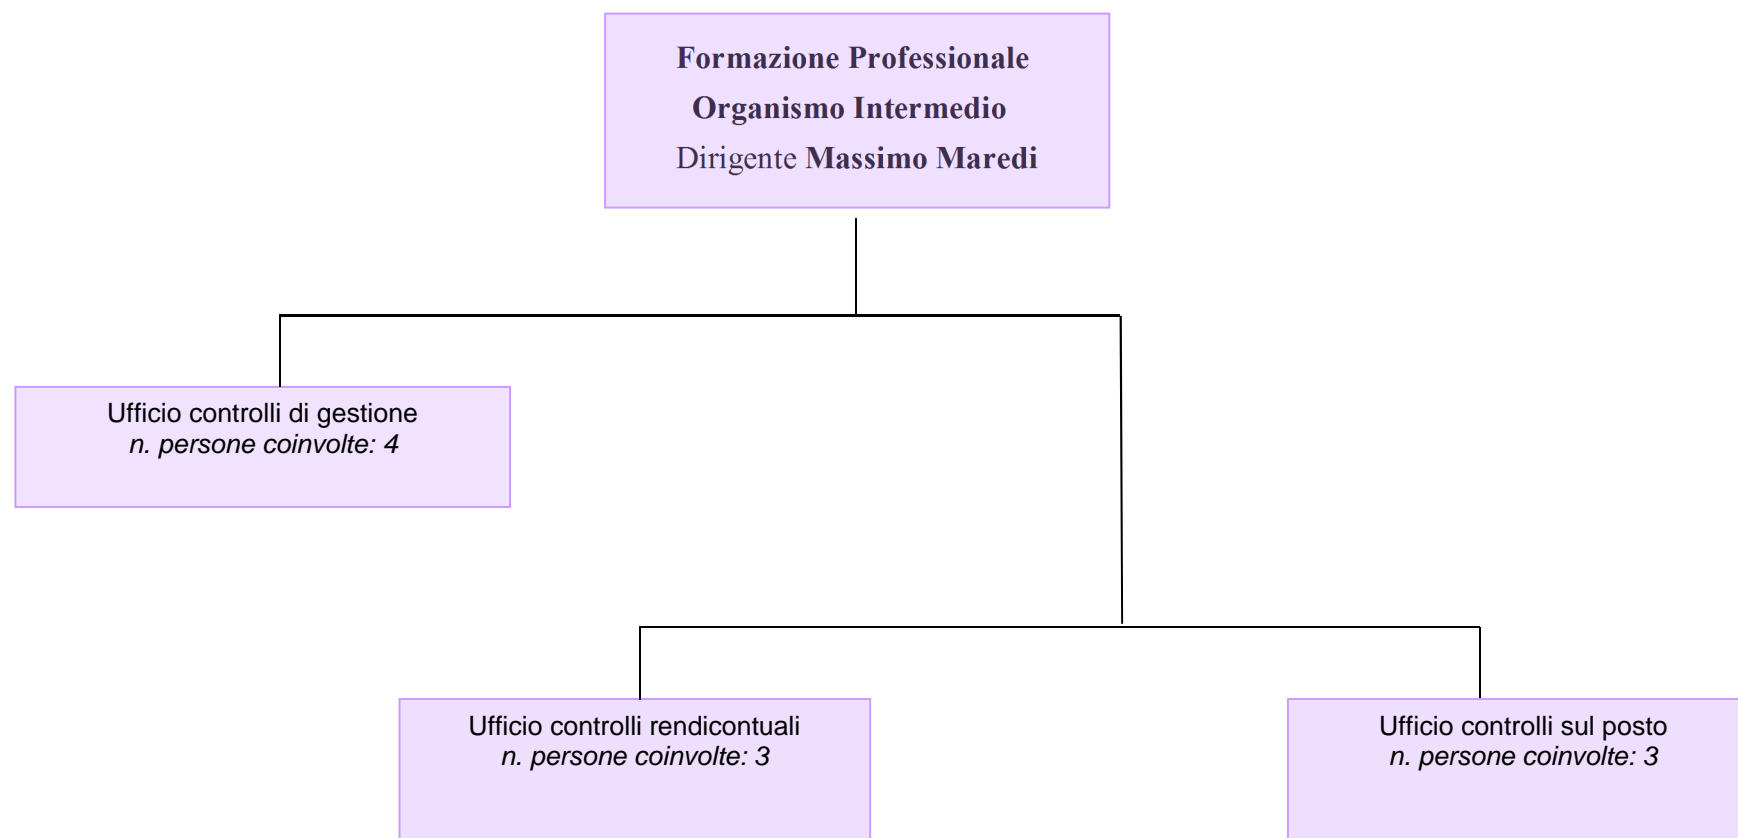 Formazione Professionale
Organismo Intermedio
Dirigente Massimo Maredi
Ufficio controlli di gestione
n. persone coinvolte: 4
Ufficio controlli rendicontuali
n. persone coinvolte: 3
Ufficio controlli sul posto
n. persone coinvolte: 3